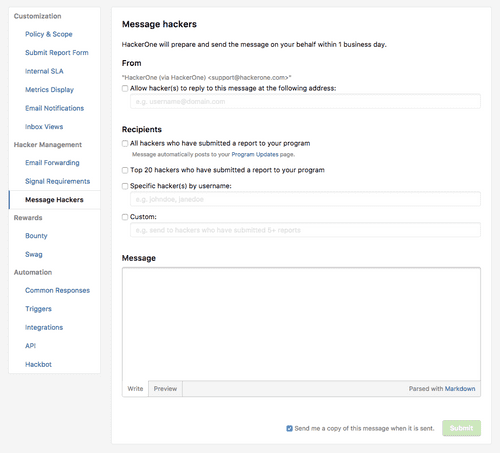 Customization
Policy & Scope
Submit Report Form
Internal SLA
Metrics Display
Email Notifications
Inbox Views
Hacker Management
Email Forwarding
Signal Requirements
Message Hackers
Rewards
Bounty
Swag
Automation
Common Responses
Triggers
Integrations
API
Hackbot
Message hackers
HackerOne will prepare and send the message on your behalf within 1 business day.
From
"HackerOne (via HackerOne) <support@hackerone.com>"
Allow hacker(s) to reply to this message at the following address:
e.g. username@domain.com
Recipients
All hackers who have submitted a report to your program
Message automatically posts to your Program Updates page.
Top 20 hackers who have submitted a report to your program
Specific hacker(s) by username:
e.g. johndoe, janestar
Custom:
e.g. send to hackers who have submitted 5+ reports
Message
Write Preview Parsed with Markdown
Send me a copy of this message when it is sent. Submit